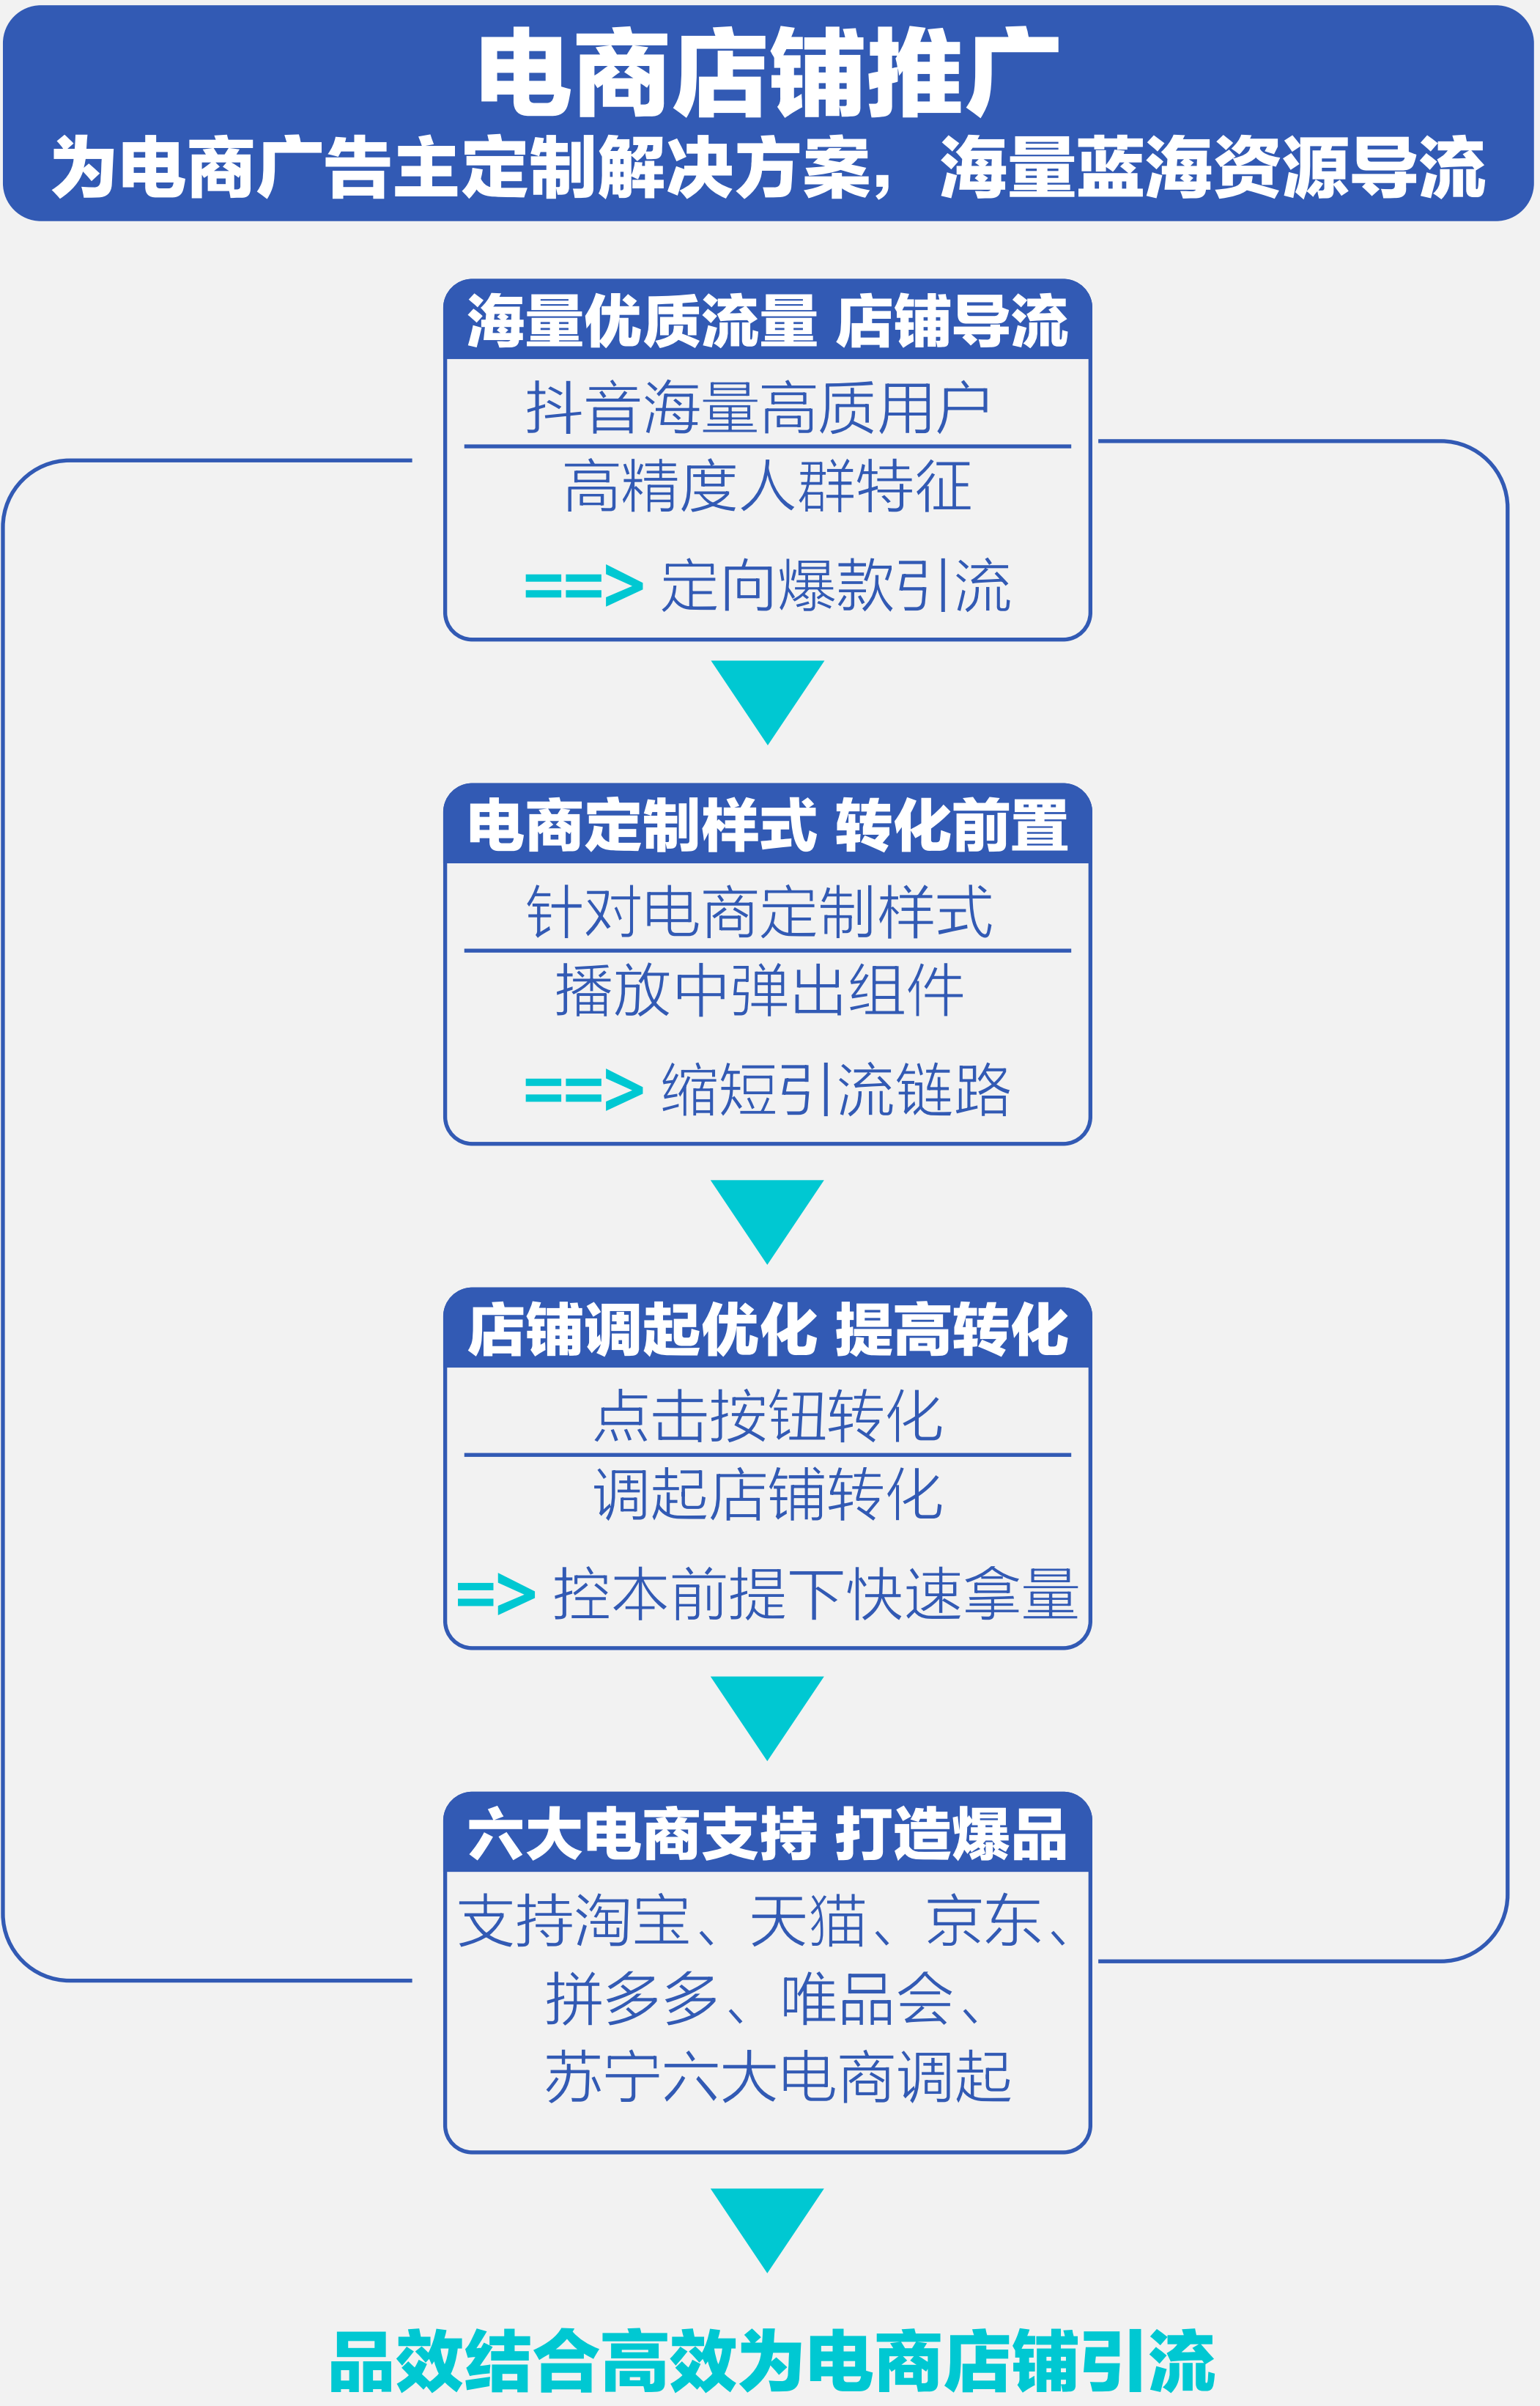 电商店铺推广
为电商广告主定制解决方案, 海量蓝海资源导流
海量优质流量 店铺导流
抖音海量高质用户
高精度人群特征
==> 定向爆款引流
电商定制样式 转化前置
针对电商定制样式
播放中弹出组件
==> 缩短引流链路
店铺调起优化 提高转化
点击按钮转化
调起店铺转化
=> 控本前提下快速拿量
六大电商支持 打造爆品
支持淘宝、天猫、京东、
拼多多、唯品会、
苏宁六大电商调起
品效结合高效为电商店铺引流